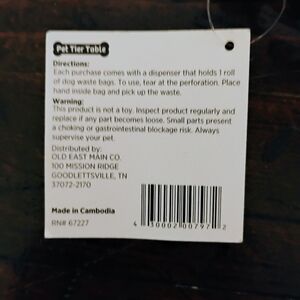 Pet Tier Table
Directions:
Each purchase comes with a dispenser that holds 1 roll
of dog waste bags. To use, tear at the perforation. Place
hand inside bag and pick up the waste.
Warning:
This product is not a toy. Inspect product regularly and
replace if any part becomes loose. Small parts present
a choking or gastrointestinal blockage risk. Always
supervise your pet.
Distributed by:
OLD EAST MAIN CO.
100 MISSION RIDGE
GOODLETTSVILLE, TN
37072-2170
Made in Cambodia
RN# 67227
4 30002 00797 2